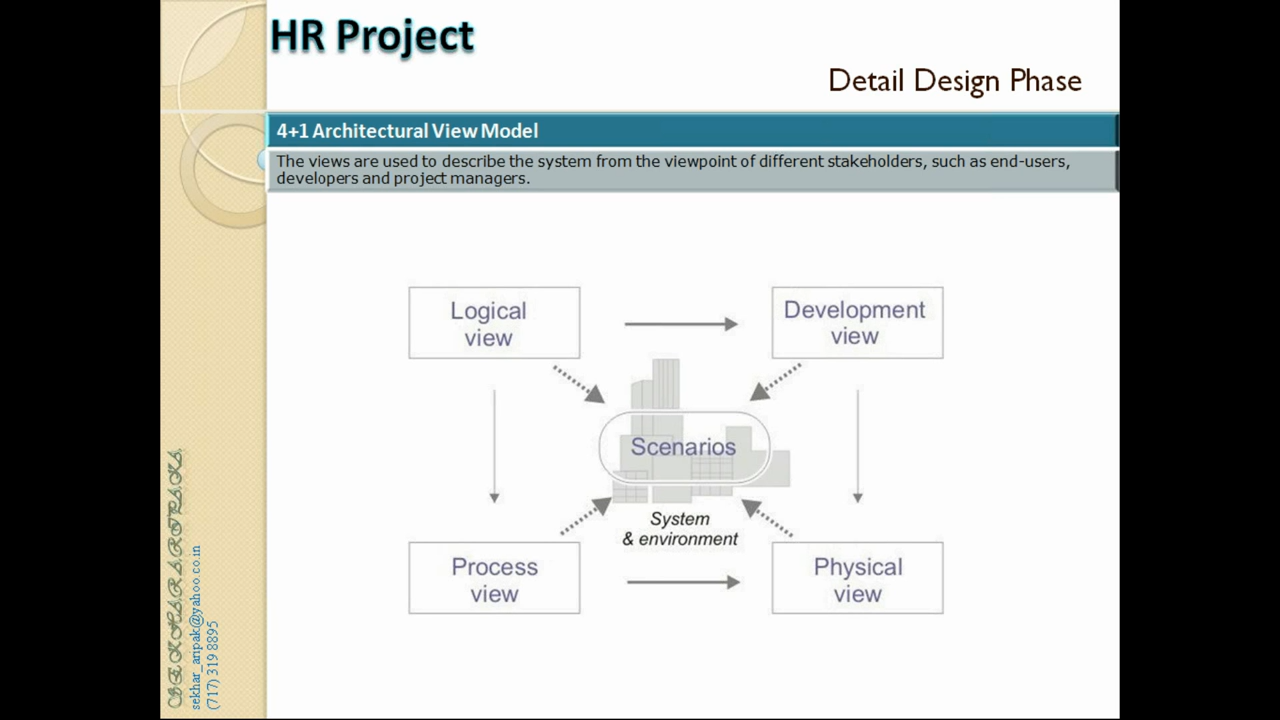 HR Project
Detail Design Phase
4+1 Architectural View Model
The views are used to describe the system from the viewpoint of different stakeholders, such as end-users,
developers and project managers.
Logical
view
Development
view
Scenarios
System
& environment
Process
view
Physical
view
sekhar_aripak@yahoo.co.in
(717) 319 8895